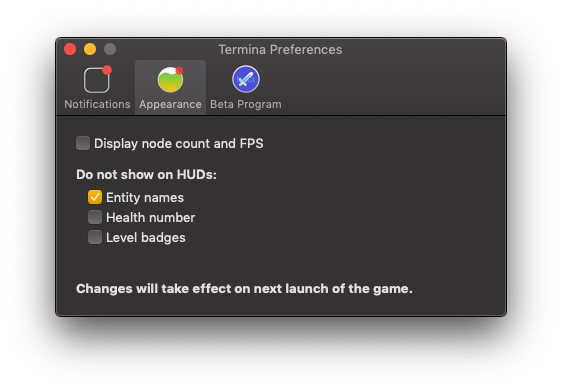 Termina Preferences
Notifications
Appearance
Beta Program
Display node count and FPS
Do not show on HUDs:
Entity names
Health number
Level badges
Changes will take effect on next launch of the game.